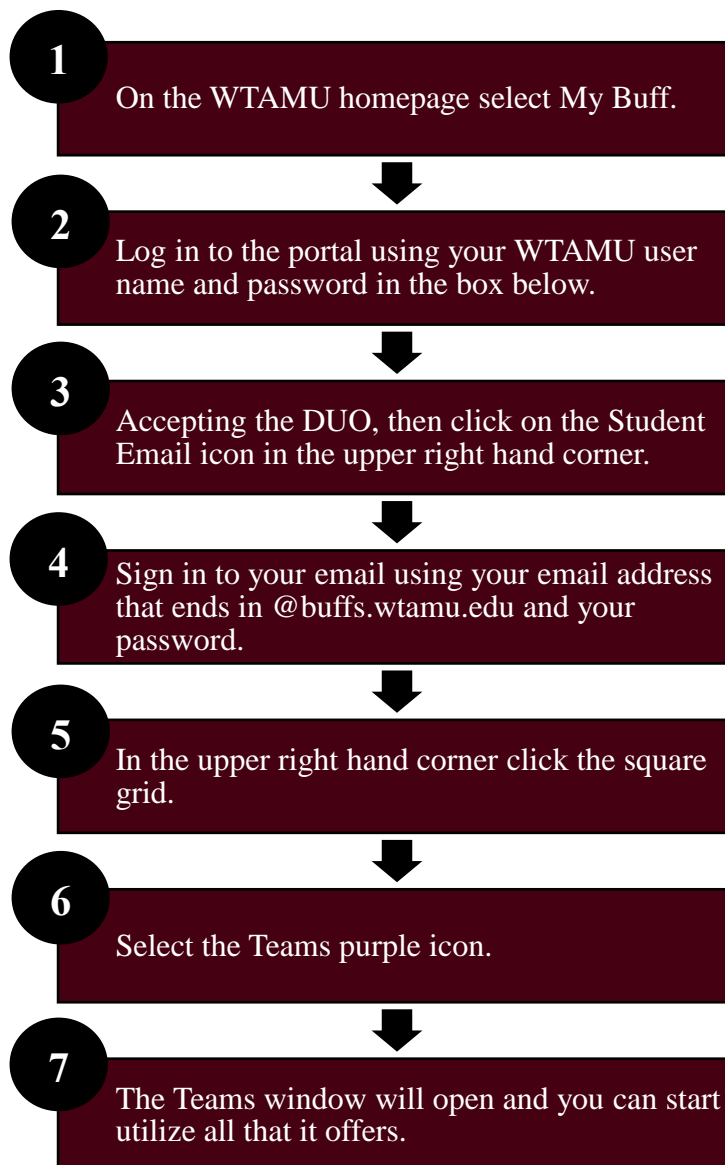 1
On the WTAMU homepage select My Buff.
2
Log in to the portal using your WTAMU user
name and password in the box below.
3
Accepting the DUO, then click on the Student
Email icon in the upper right hand corner.
4
Sign in to your email using your email address
that ends in @buffs.wtamu.edu and your
password.
5
In the upper right hand corner click the square
grid.
6
Select the Teams purple icon.
7
The Teams window will open and you can start
utilize all that it offers.